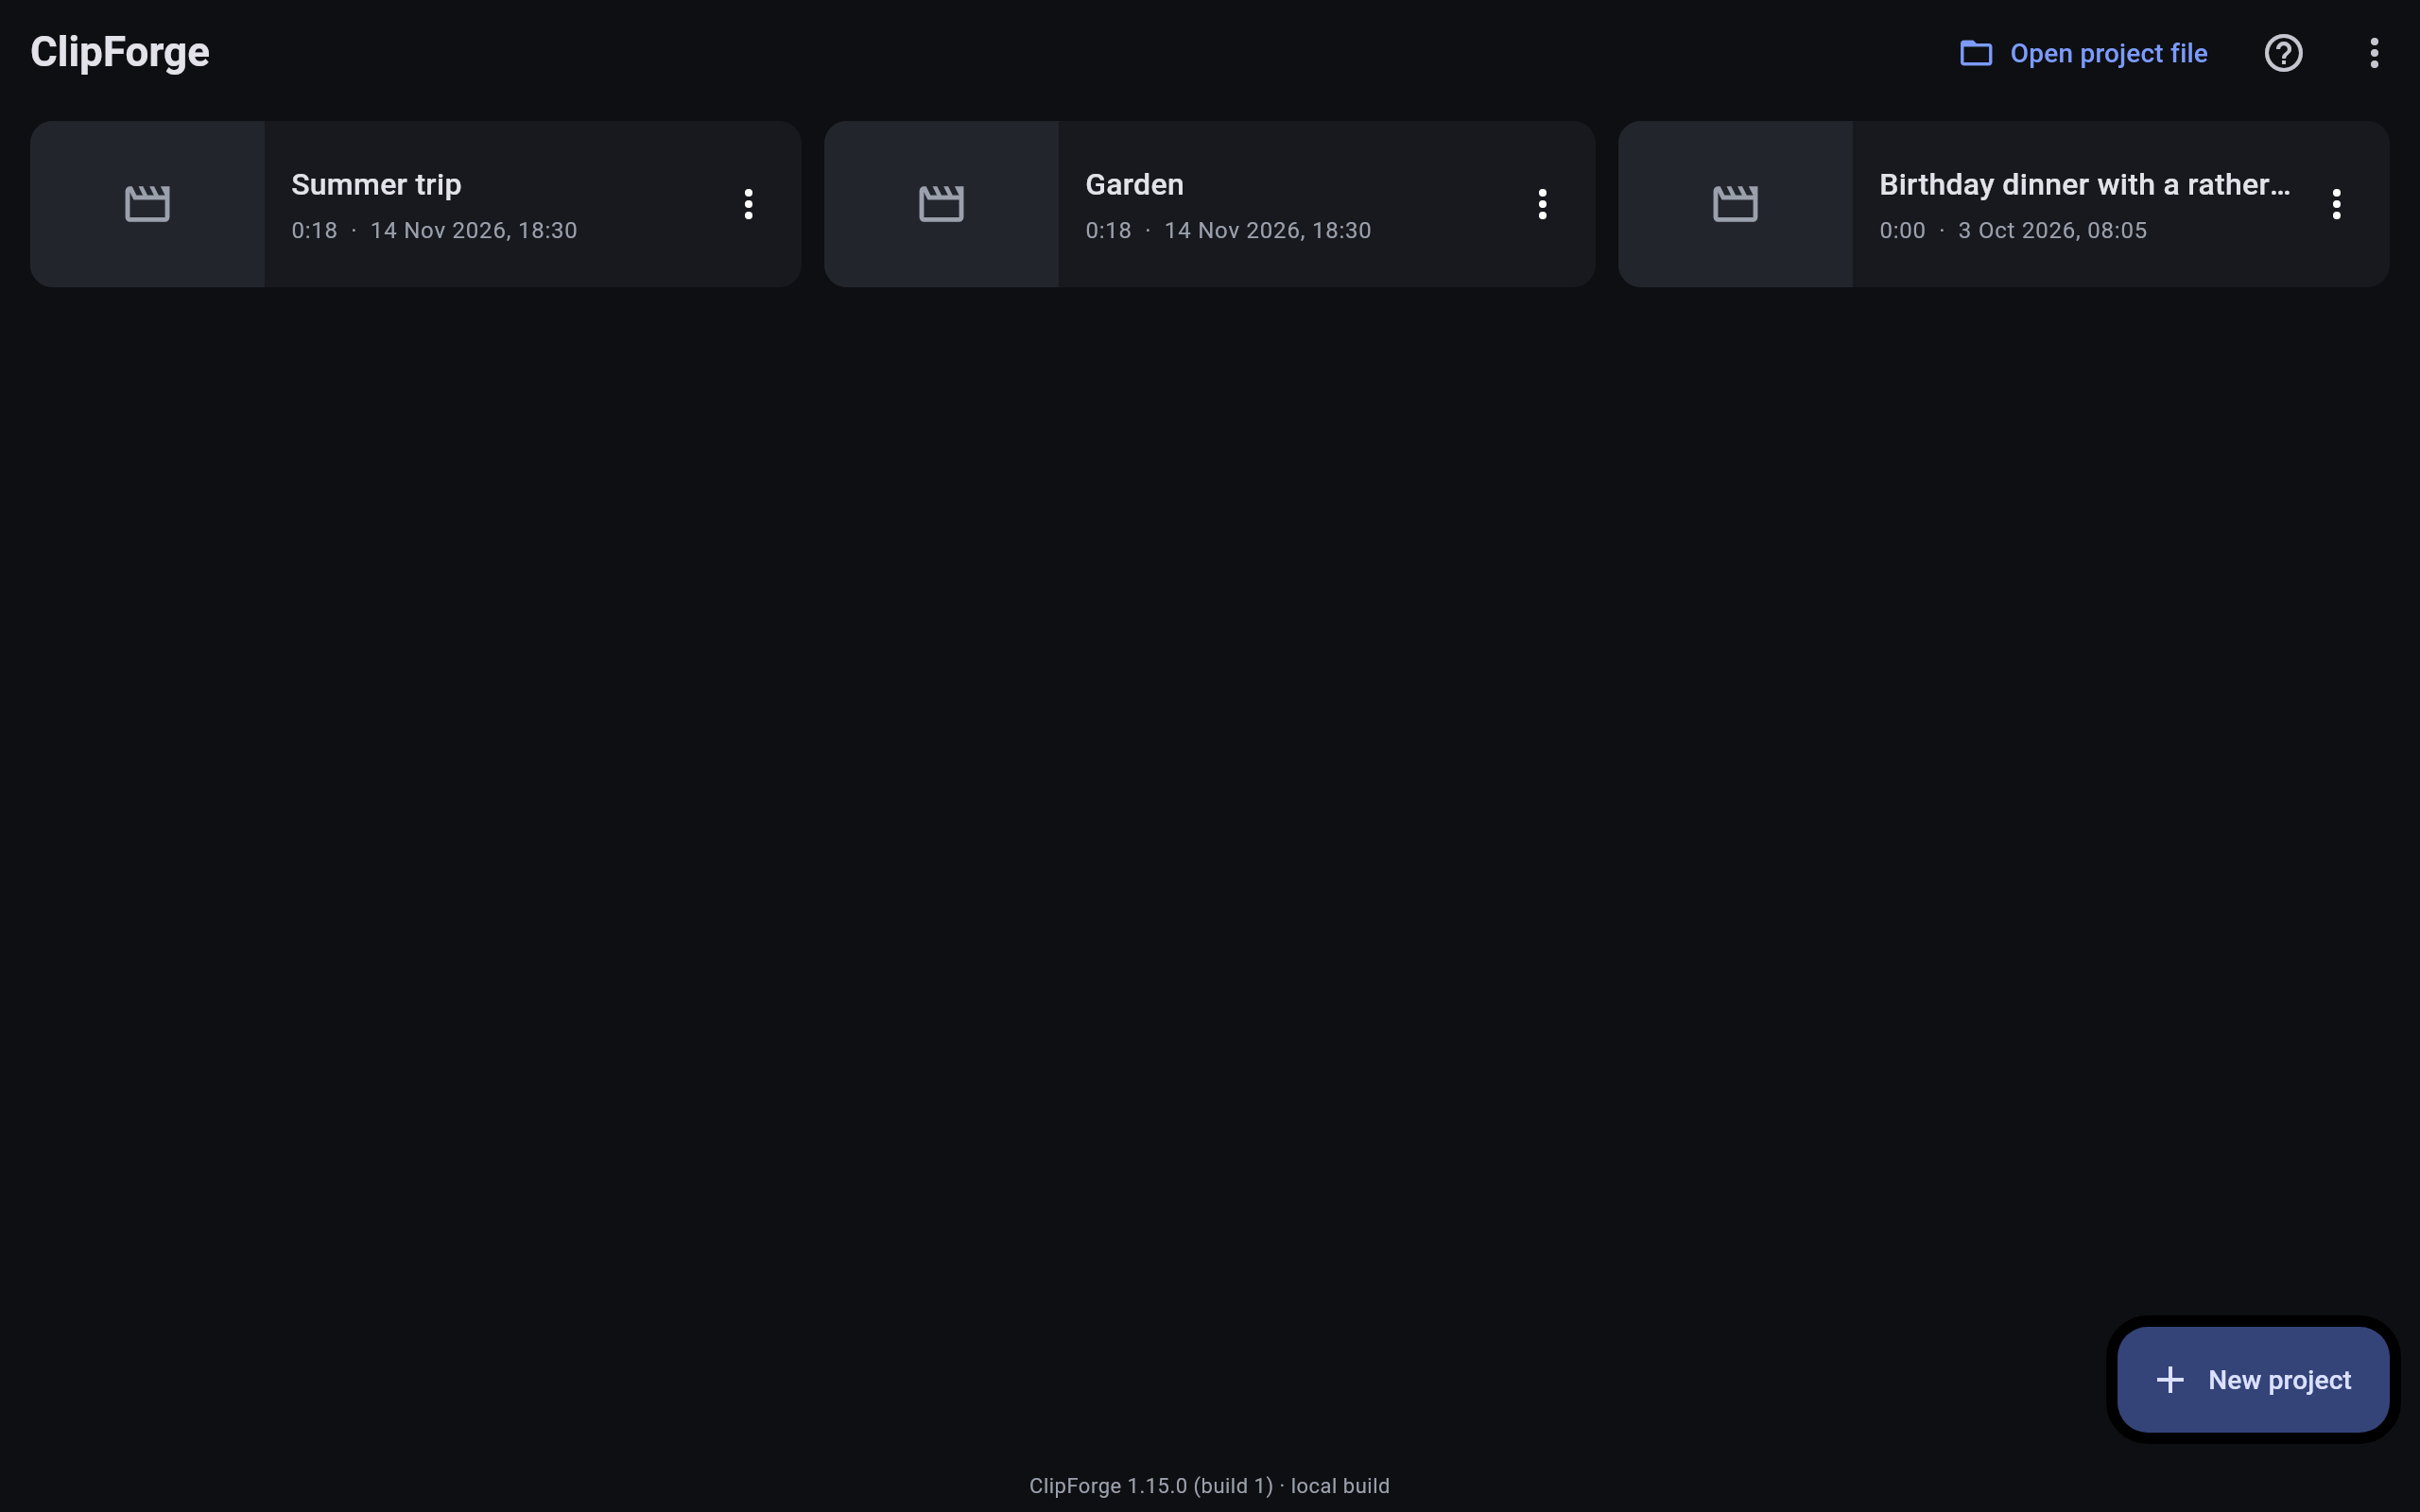 ClipForge
Open project file
Summer trip
0:18 · 14 Nov 2026, 18:30
Garden
0:18 · 14 Nov 2026, 18:30
Birthday dinner with a rather…
0:00 · 3 Oct 2026, 08:05
New project
ClipForge 1.15.0 (build 1) · local build